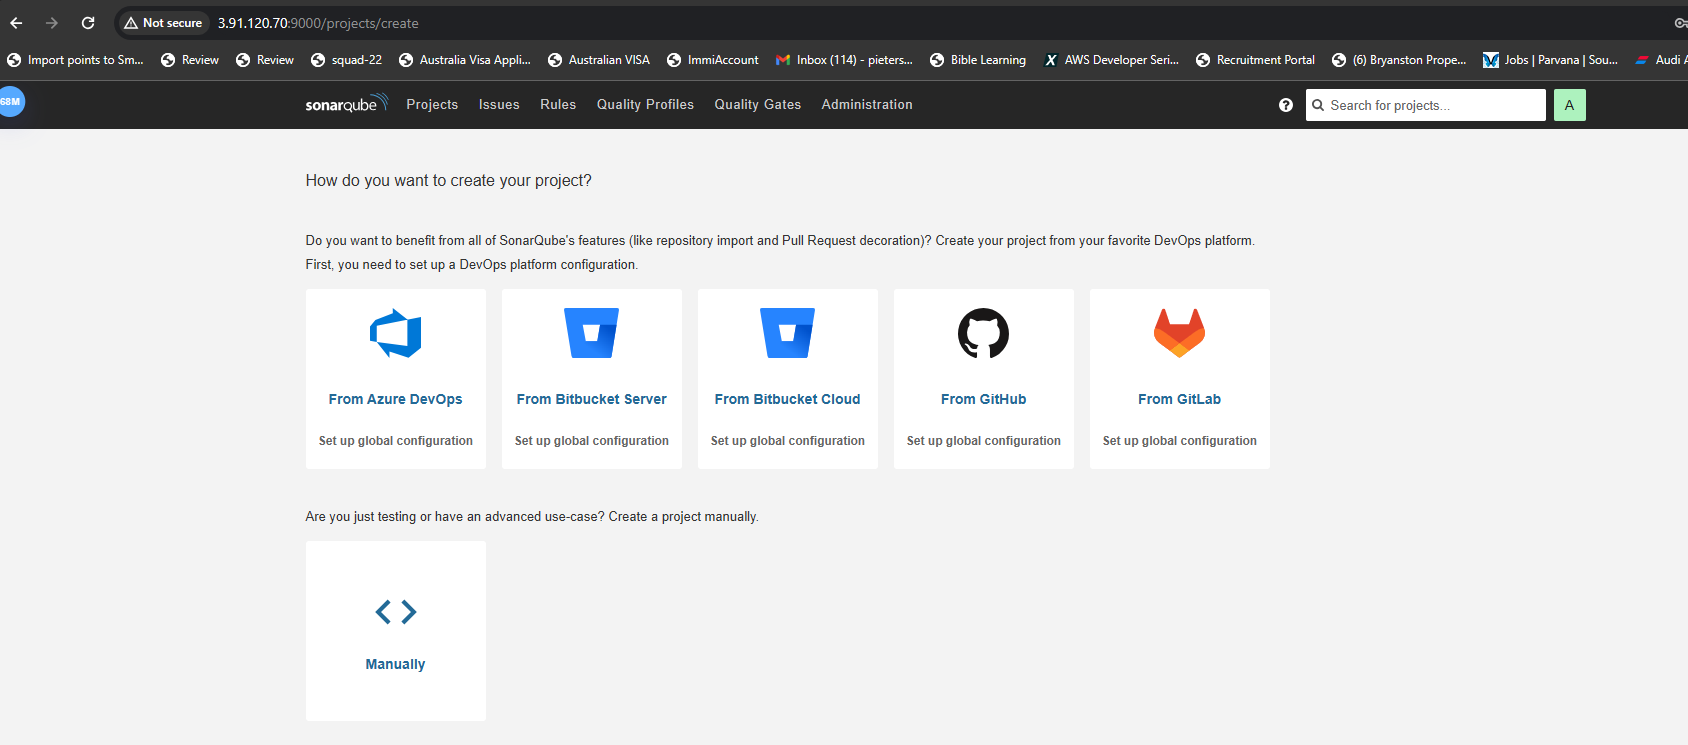 Not secure 3.91.120.70:9000/projects/create
Import points to Sm... Review Review squad-22 Australia Visa Appli... Australian VISA ImmiAccount Inbox (114) - pieters... Bible Learning AWS Developer Seri... Recruitment Portal (6) Bryanston Prope... Jobs | Parvana | Sou... Audi A
68M sonarqube Projects Issues Rules Quality Profiles Quality Gates Administration ? Search for projects... A
How do you want to create your project?
Do you want to benefit from all of SonarQube's features (like repository import and Pull Request decoration)? Create your project from your favorite DevOps platform.
First, you need to set up a DevOps platform configuration.
From Azure DevOps From Bitbucket Server From Bitbucket Cloud From GitHub From GitLab
Set up global configuration Set up global configuration Set up global configuration Set up global configuration Set up global configuration
Are you just testing or have an advanced use-case? Create a project manually.
Manually